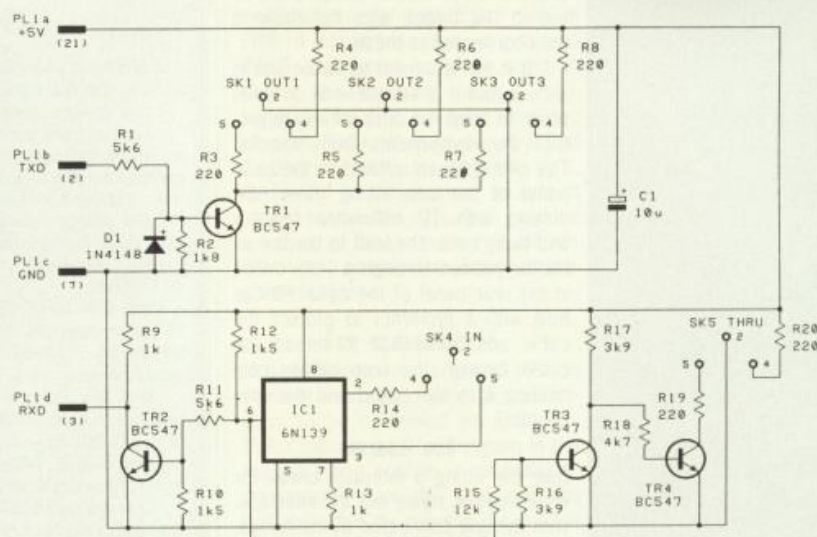 PL1a
+5V
(21)
R4
220
R6
220
R8
220
SK1 OUT1
2
SK2 OUT2
2
SK3 OUT3
2
5
4
5
4
5
4
R1
5k6
PL1b
TXD
(2)
R3
220
R5
220
R7
220
+
C1
10u
TR1
BC547
D1
1N4148
+
R2
1k8
PL1c
GND
(7)
R9
1k
R12
1k5
SK4 IN
2
R17
3k9
SK5 THRU
2
R20
220
8
4
5
5
4
R11
5k6
6
IC1
6N139
2
R14
220
R19
220
PL1d
RXD
(3)
TR2
BC547
3
TR3
BC547
R18
4k7
5
7
TR4
BC547
R10
1k5
R13
1k
R15
12k
R16
3k9